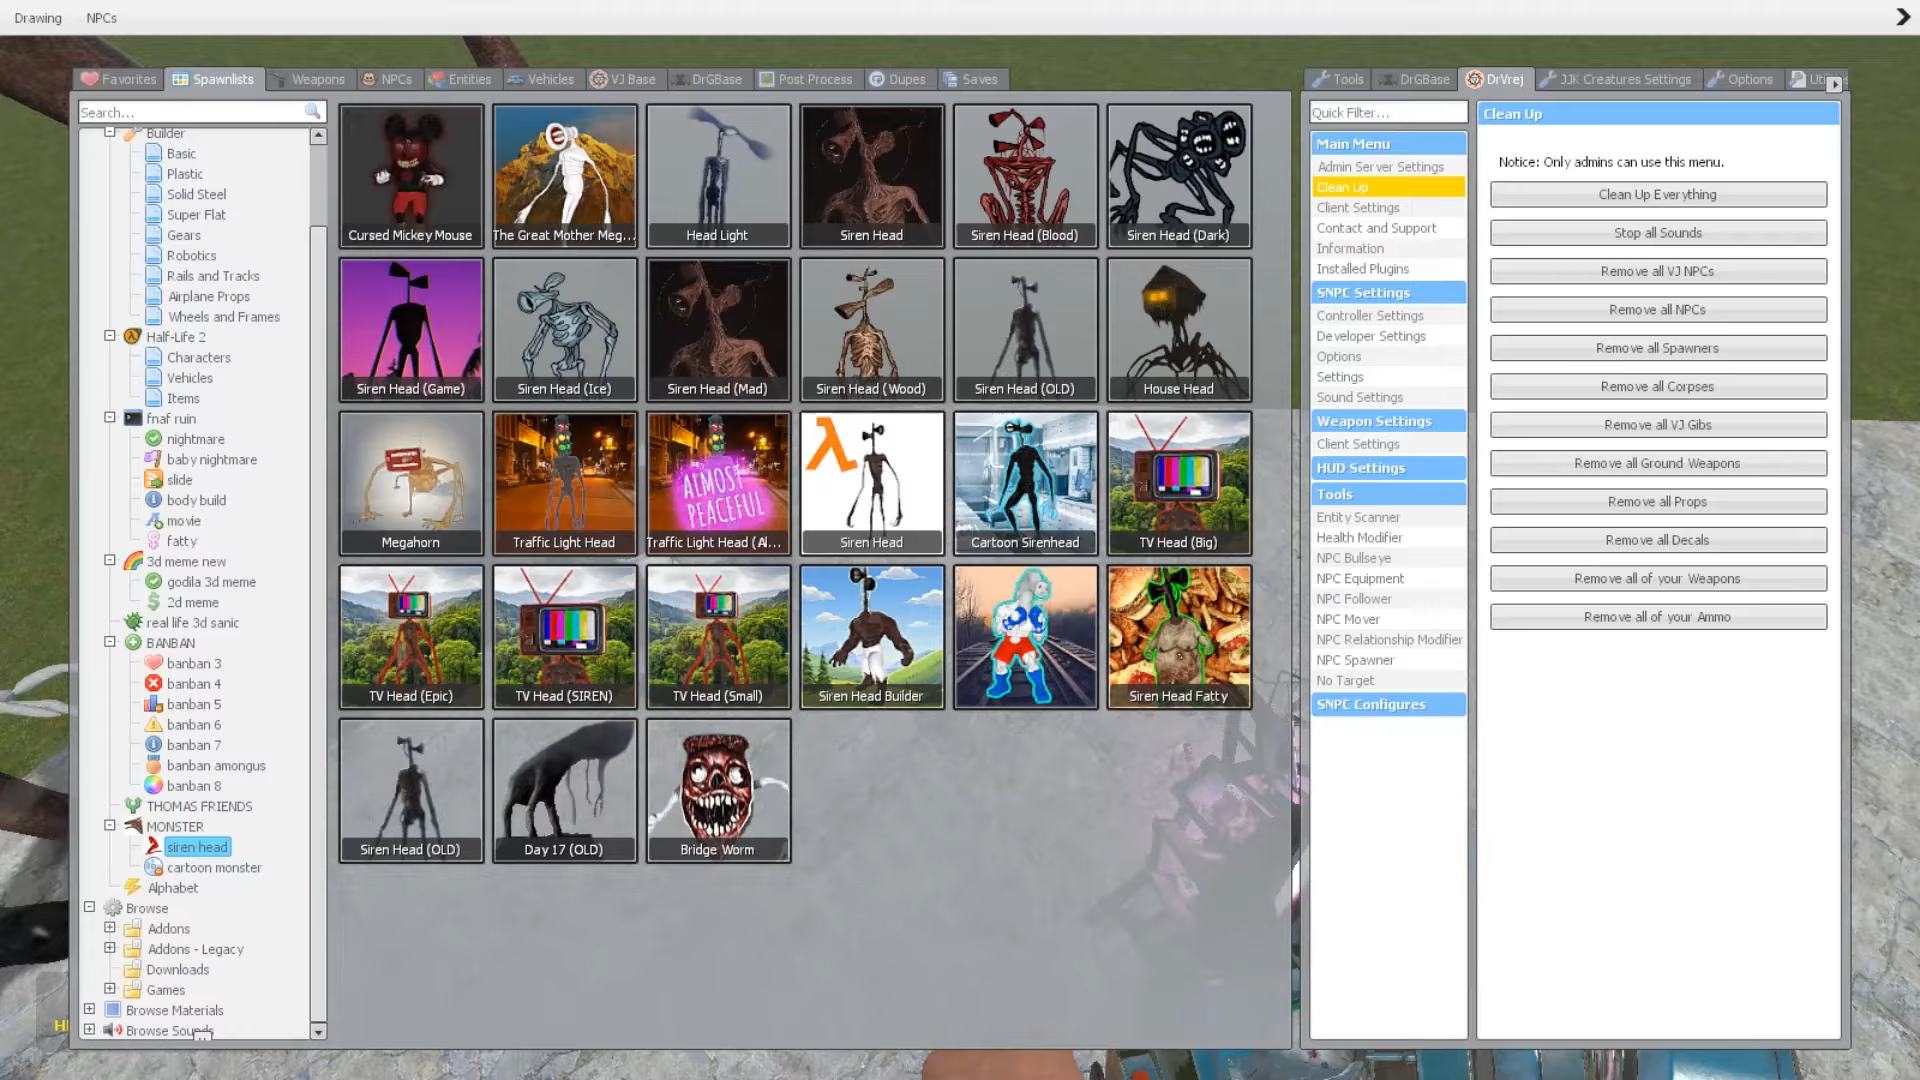 Drawing NPCs
Favorites Spawnlists Weapons NPCs Entities Vehicles VJ Base DrGBase Post Process Dupes Saves
Search...
Builder
Basic
Plastic
Solid Steel
Super Flat
Gears
Robotics
Rails and Tracks
Airplane Props
Wheels and Frames
Half-Life 2
Characters
Vehicles
Items
fnaf ruin
nightmare
baby nightmare
slide
body build
movie
fatty
3d meme new
godila 3d meme
2d meme
real life 3d sanic
BANBAN
banban 3
banban 4
banban 5
banban 6
banban 7
banban amongus
banban 8
THOMAS FRIENDS
MONSTER
siren head
cartoon monster
Alphabet
Browse
Addons
Addons - Legacy
Downloads
Games
Browse Materials
Browse Sounds
Cursed Mickey Mouse
The Great Mother Meg...
Head Light
Siren Head
Siren Head (Blood)
Siren Head (Dark)
Siren Head (Game)
Siren Head (Ice)
Siren Head (Mad)
Siren Head (Wood)
Siren Head (OLD)
House Head
Megahorn
Traffic Light Head
ALMOST
PEACEFUL
Traffic Light Head (Al...
Siren Head
Cartoon Sirenhead
TV Head (Big)
TV Head (Epic)
TV Head (SIREN)
TV Head (Small)
Siren Head Builder
Siren Head Fatty
Siren Head (OLD)
Day 17 (OLD)
Bridge Worm
Tools DrGBase DrVrej JJK Creatures Settings Options
Quick Filter...
Main Menu
Admin Server Settings
Clean Up
Client Settings
Contact and Support
Information
Installed Plugins
SNPC Settings
Controller Settings
Developer Settings
Options
Settings
Sound Settings
Weapon Settings
Client Settings
HUD Settings
Tools
Entity Scanner
Health Modifier
NPC Bullseye
NPC Equipment
NPC Follower
NPC Mover
NPC Relationship Modifier
NPC Spawner
No Target
SNPC Configures
Clean Up
Notice: Only admins can use this menu.
Clean Up Everything
Stop all Sounds
Remove all VJ NPCs
Remove all NPCs
Remove all Spawners
Remove all Corpses
Remove all VJ Gibs
Remove all Ground Weapons
Remove all Props
Remove all Decals
Remove all of your Weapons
Remove all of your Ammo